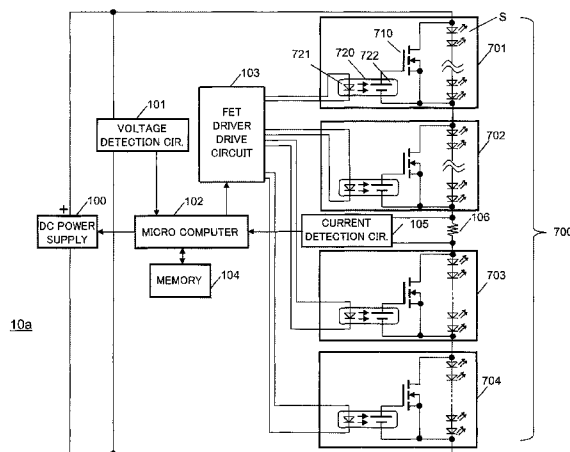 S
710
701
721
720
722
103
FET
DRIVER
DRIVE
CIRCUIT
101
VOLTAGE
DETECTION CIR.
702
100
+
DC POWER
SUPPLY
102
MICRO COMPUTER
CURRENT
DETECTION CIR.
105
106
700
MEMORY
104
703
10a
704